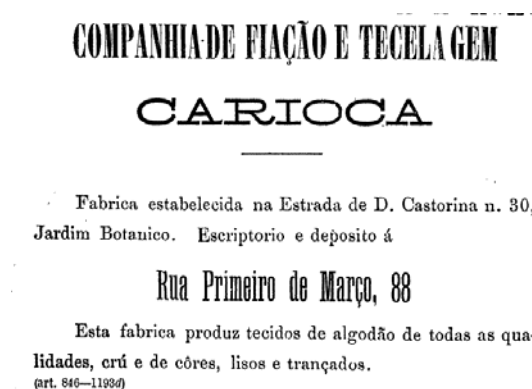 COMPANHIA DE FIAÇÃO E TECELAGEM
CARIOCA
Fabrica estabelecida na Estrada de D. Castorina n. 30,
Jardim Botanico. Escriptorio e deposito á
Rua Primeiro de Março, 88
Esta fabrica produz tecidos de algodão de todas as qua-
lidades, crú e de côres, lisos e trançados.
(art. 846—1193d)